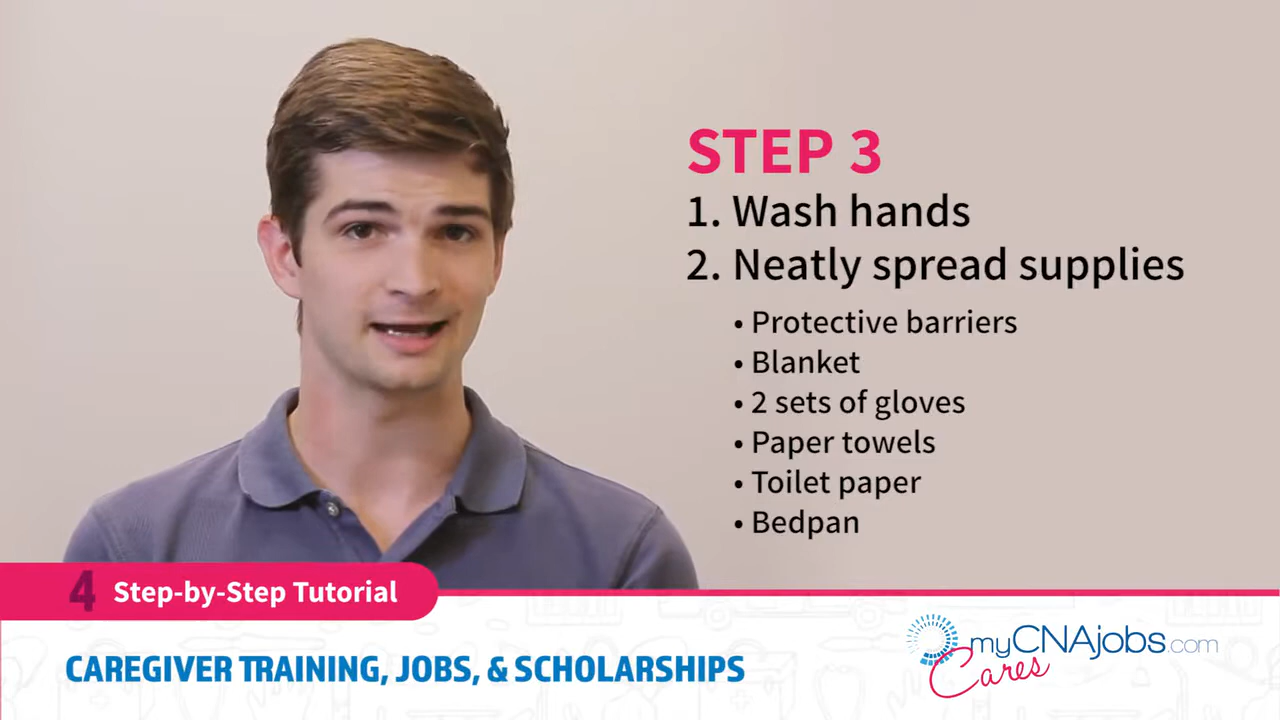 STEP 3
1. Wash hands
2. Neatly spread supplies
• Protective barriers
• Blanket
• 2 sets of gloves
• Paper towels
• Toilet paper
• Bedpan
4 Step-by-Step Tutorial
CAREGIVER TRAINING, JOBS, & SCHOLARSHIPS
myCNAjobs.com
Cares